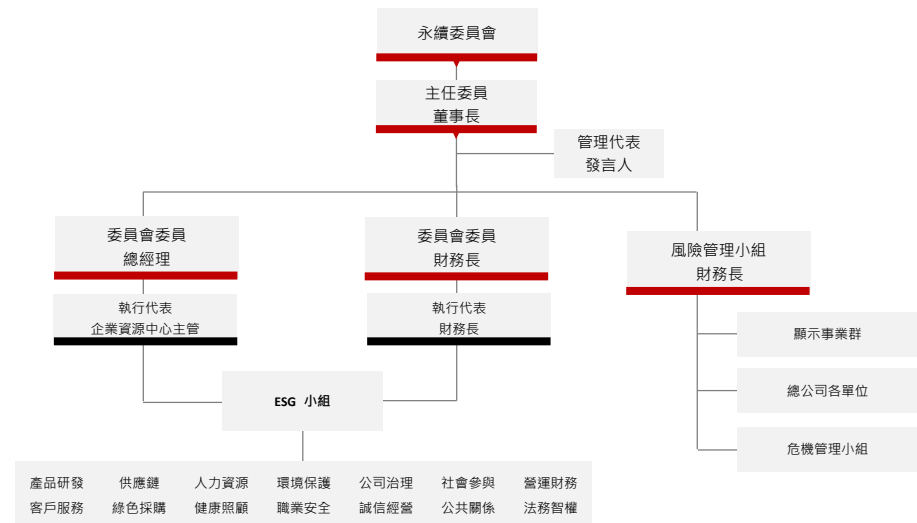 永續委員會
主任委員
董事長
管理代表
發言人
委員會委員
總經理
委員會委員
財務長
風險管理小組
財務長
執行代表
企業資源中心主管
執行代表
財務長
顯示事業群
總公司各單位
危機管理小組
ESG 小組
產品研發 供應鏈 人力資源 環境保護 公司治理 社會參與 營運財務
客戶服務 綠色採購 健康照顧 職業安全 誠信經營 公共關係 法務智權